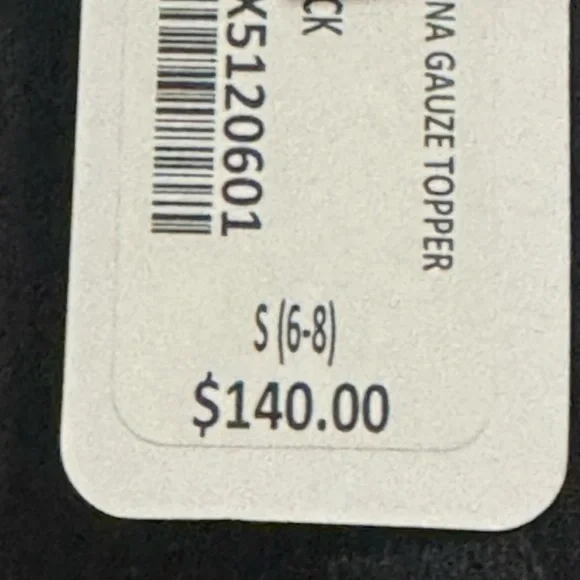 NA GAUZE TOPPER
CK
X5120601
S (6-8)
$140.00